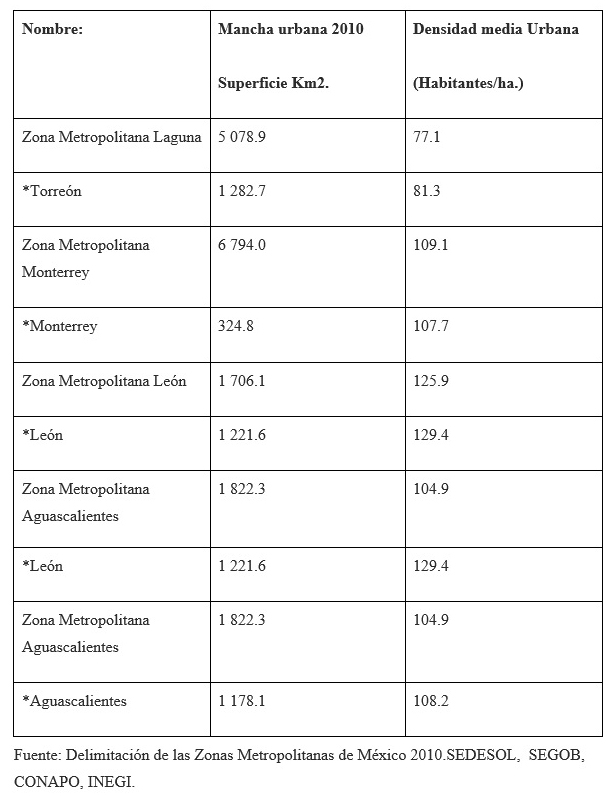 Nombre: Mancha urbana 2010 Densidad media Urbana
Superficie Km2. (Habitantes/ha.)
Zona Metropolitana Laguna 5 078.9 77.1
*Torreón 1 282.7 81.3
Zona Metropolitana 6 794.0 109.1
Monterrey
*Monterrey 324.8 107.7
Zona Metropolitana León 1 706.1 125.9
*León 1 221.6 129.4
Zona Metropolitana 1 822.3 104.9
Aguascalientes
*León 1 221.6 129.4
Zona Metropolitana 1 822.3 104.9
Aguascalientes
*Aguascalientes 1 178.1 108.2
Fuente: Delimitación de las Zonas Metropolitanas de México 2010.SEDESOL, SEGOB,
CONAPO, INEGI.